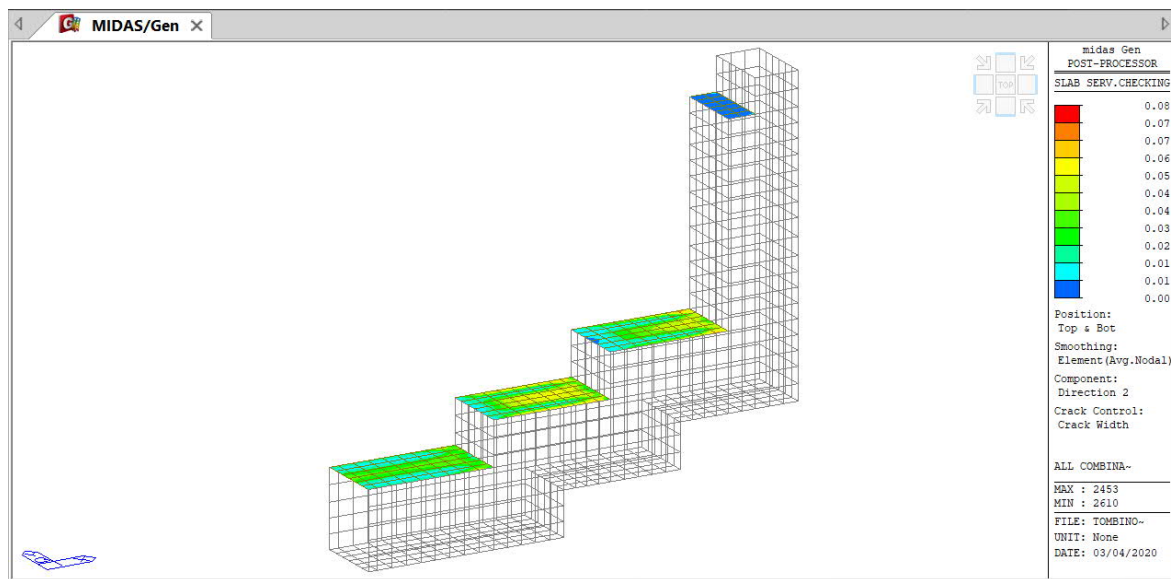 MIDAS/Gen
TOP
midas Gen
POST-PROCESSOR
SLAB SERV.CHECKING
0.08
0.07
0.07
0.06
0.05
0.04
0.04
0.03
0.02
0.01
0.01
0.00
Position:
Top & Bot
Smoothing:
Element(Avg.Nodal)
Component:
Direction 2
Crack Control:
Crack Width
ALL COMBINA~
MAX : 2453
MIN : 2610
FILE: TOMBINO~
UNIT: None
DATE: 03/04/2020